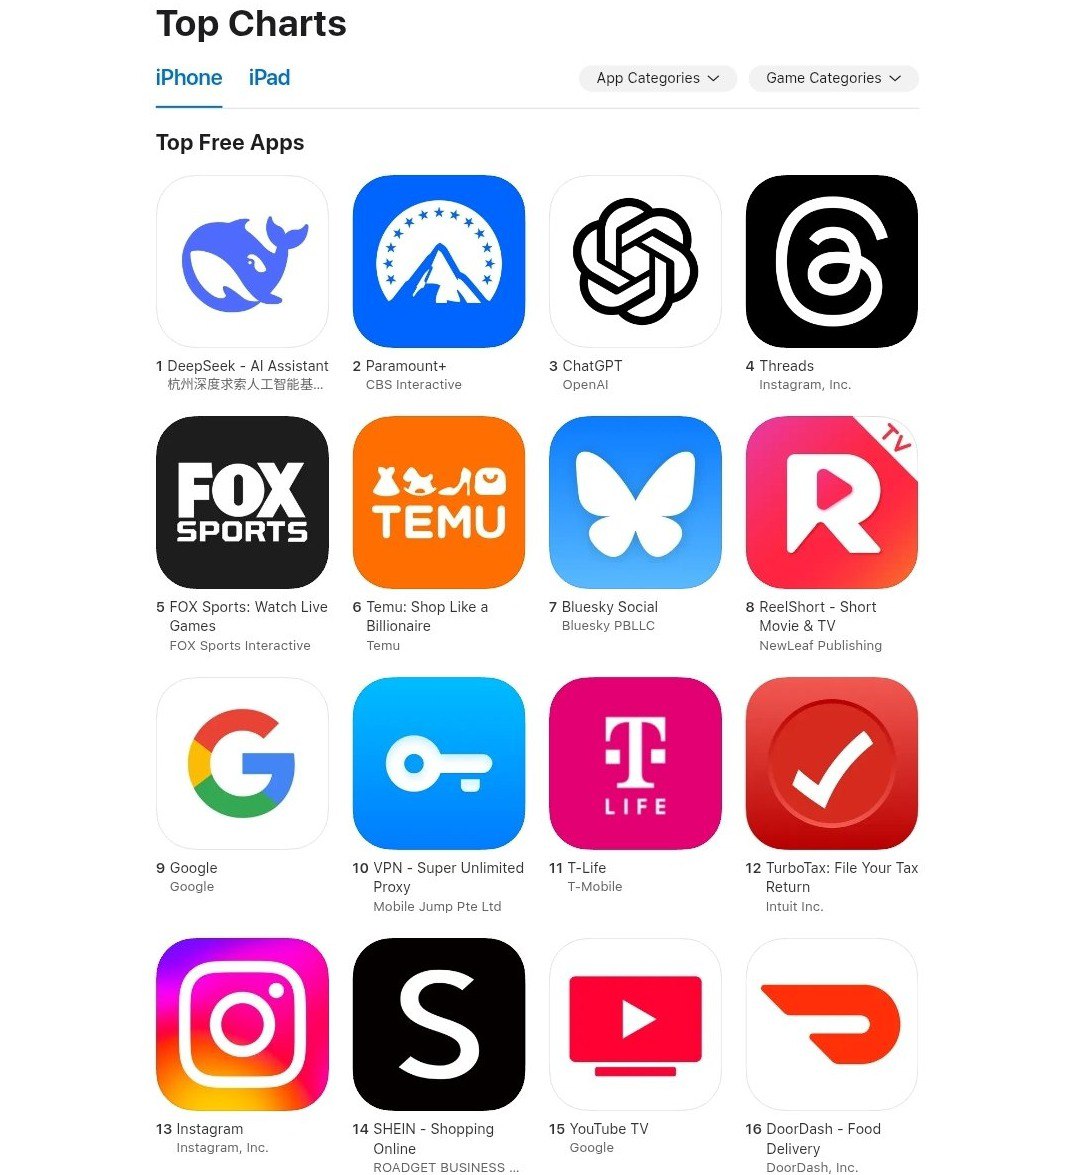 Top Charts
iPhone iPad App Categories Game Categories
Top Free Apps
1 DeepSeek - AI Assistant
杭州深度求索人工智能基...
2 Paramount+
CBS Interactive
3 ChatGPT
OpenAI
4 Threads
Instagram, Inc.
FOX
SPORTS
TEMU
TV
R
5 FOX Sports: Watch Live
Games
FOX Sports Interactive
6 Temu: Shop Like a
Billionaire
Temu
7 Bluesky Social
Bluesky PBLLC
8 ReelShort - Short
Movie & TV
NewLeaf Publishing
G
T
LIFE
9 Google
Google
10 VPN - Super Unlimited
Proxy
Mobile Jump Pte Ltd
11 T-Life
T-Mobile
12 TurboTax: File Your Tax
Return
Intuit Inc.
S
13 Instagram
Instagram, Inc.
14 SHEIN - Shopping
Online
ROADGET BUSINESS ...
15 YouTube TV
Google
16 DoorDash - Food
Delivery
DoorDash, Inc.